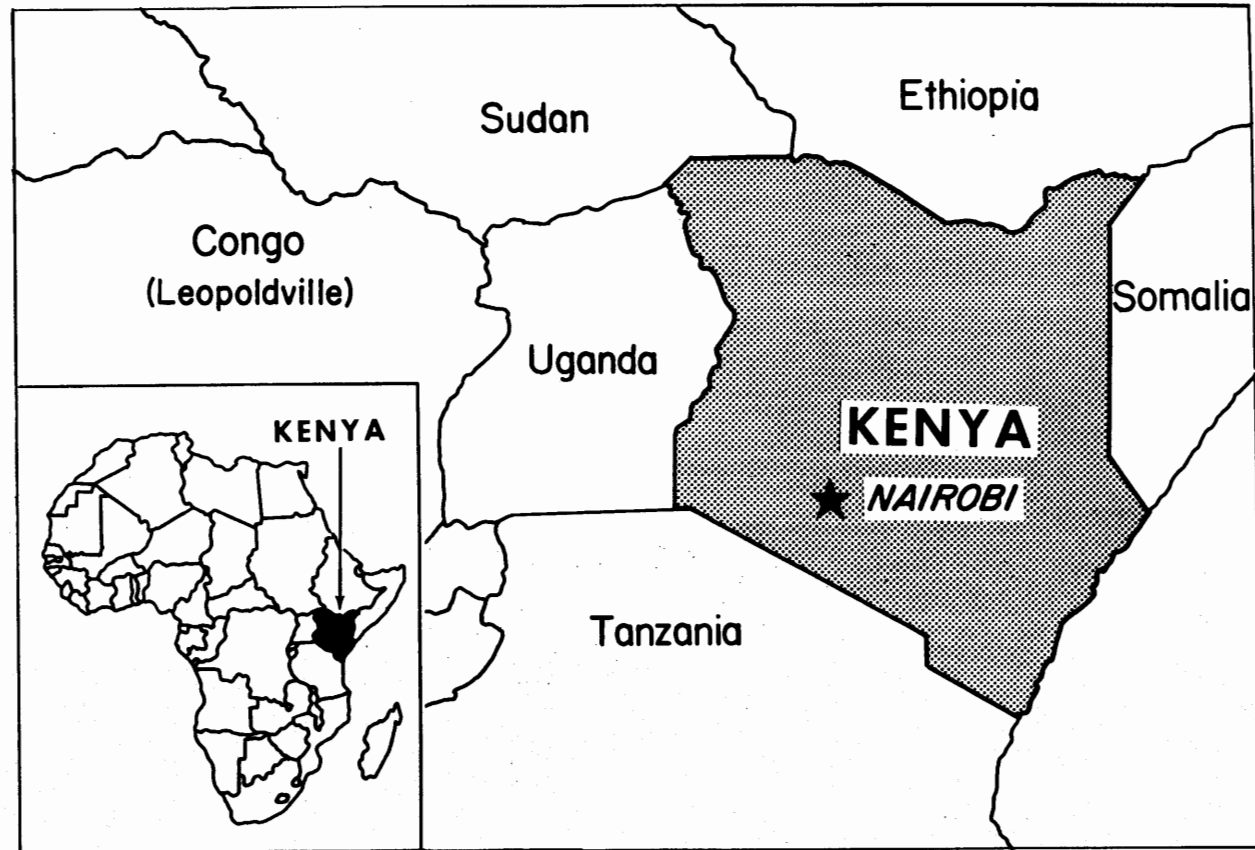 Sudan
Ethiopia
Congo
(Leopoldville)
Somalia
Uganda
KENYA
NAIROBI
KENYA
Tanzania